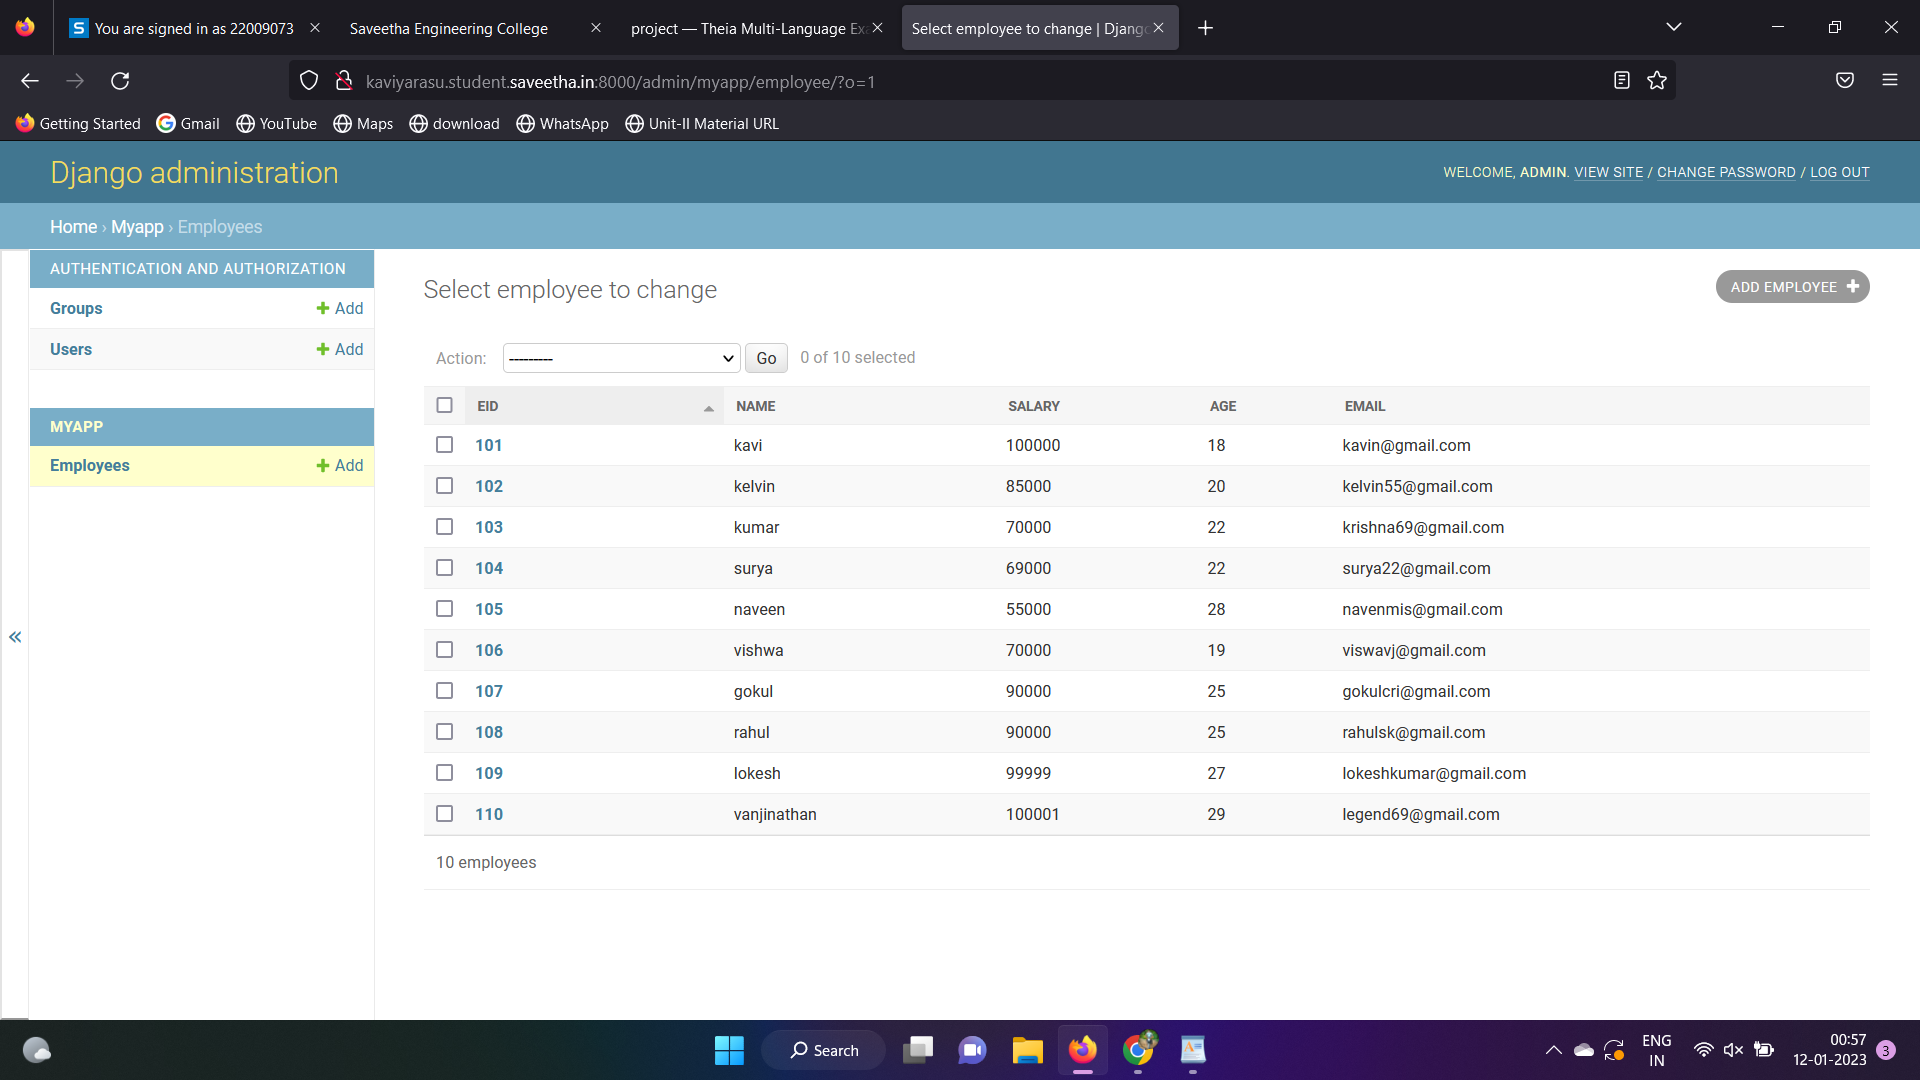 You are signed in as 22009073
Saveetha Engineering College
project — Theia Multi-Language Ex
Select employee to change | Django
kaviyarasu.student.saveetha.in:8000/admin/myapp/employee/?o=1
Getting Started Gmail YouTube Maps download WhatsApp Unit-II Material URL
Django administration
WELCOME, ADMIN. VIEW SITE / CHANGE PASSWORD / LOG OUT
Home › Myapp › Employees
AUTHENTICATION AND AUTHORIZATION
Groups Add
Users Add
MYAPP
Employees Add
Select employee to change
ADD EMPLOYEE
Action: --------- Go 0 of 10 selected
EID NAME SALARY AGE EMAIL
101 kavi 100000 18 kavin@gmail.com
102 kelvin 85000 20 kelvin55@gmail.com
103 kumar 70000 22 krishna69@gmail.com
104 surya 69000 22 surya22@gmail.com
105 naveen 55000 28 navenmis@gmail.com
106 vishwa 70000 19 viswavj@gmail.com
107 gokul 90000 25 gokulcri@gmail.com
108 rahul 90000 25 rahulsk@gmail.com
109 lokesh 99999 27 lokeshkumar@gmail.com
110 vanjinathan 100001 29 legend69@gmail.com
10 employees
«
Search
ENG
IN
00:57
12-01-2023
3